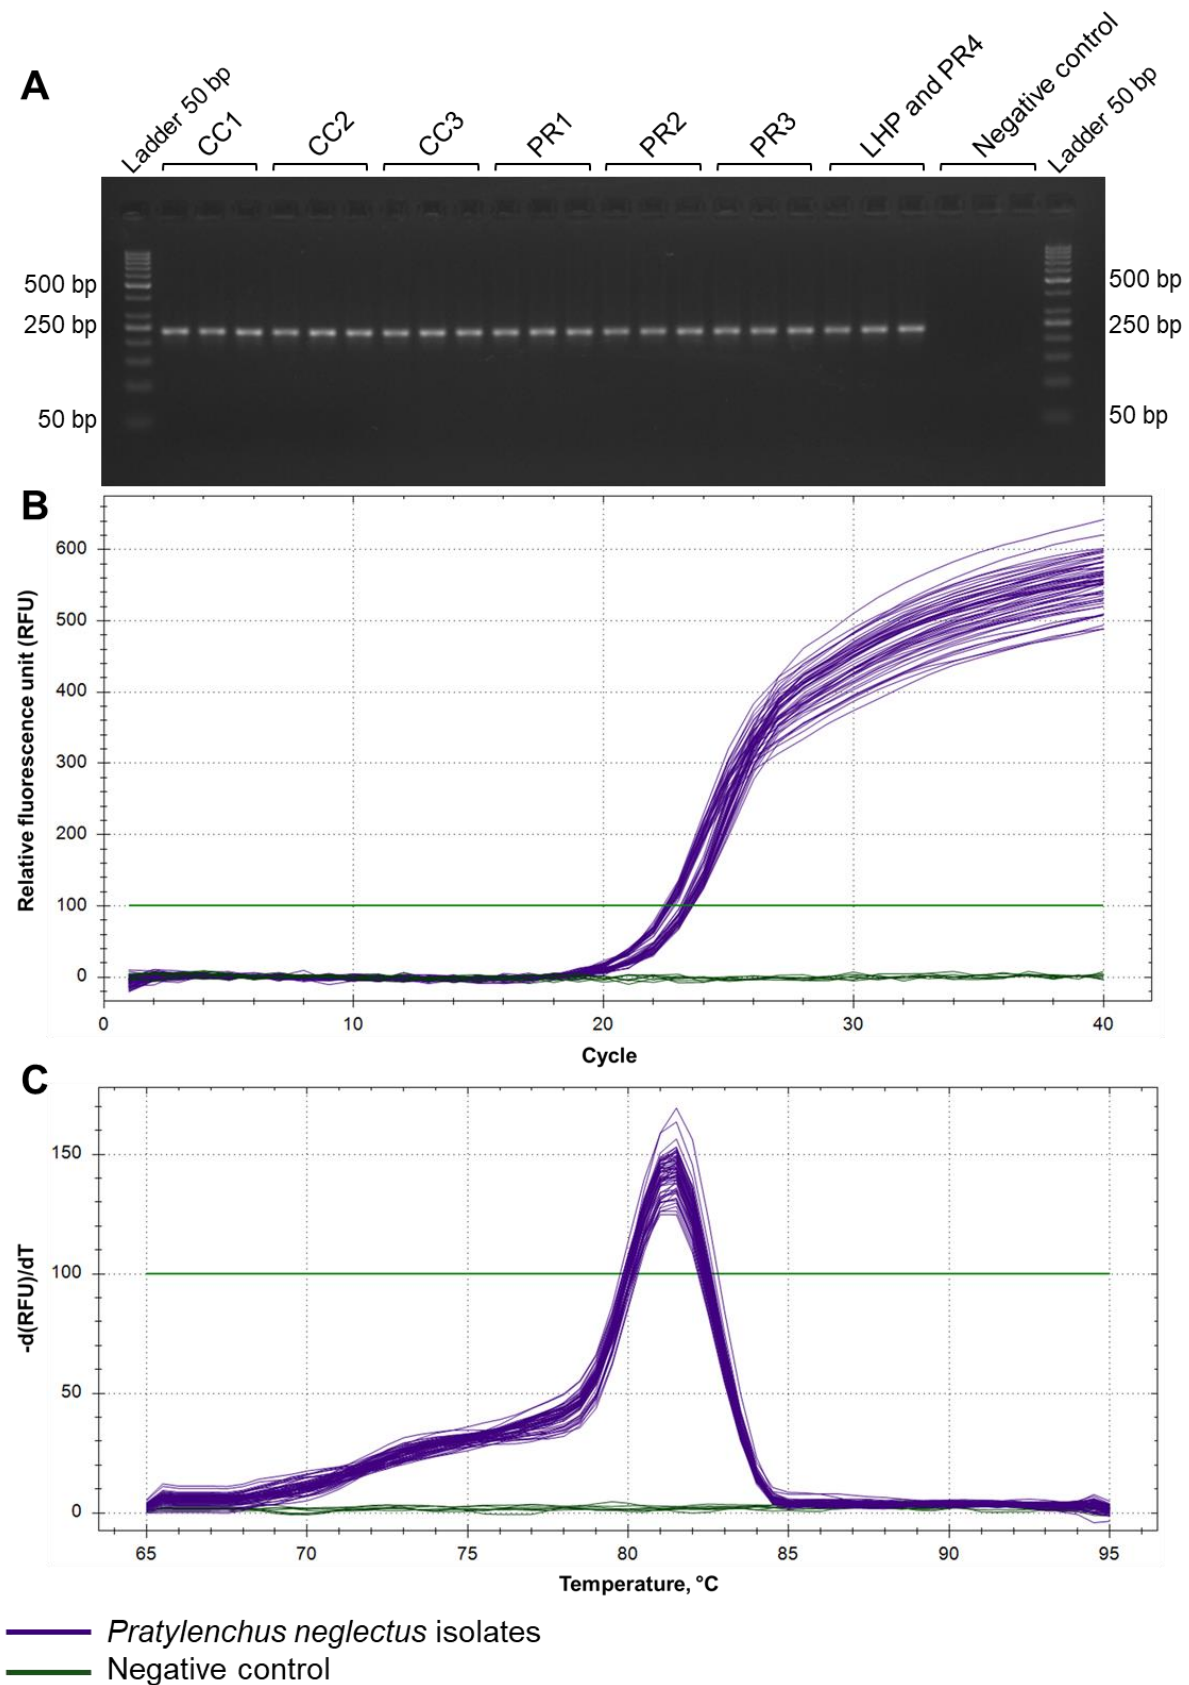 A
Ladder 50 bp
CC1
CC2
CC3
PR1
PR2
PR3
LHP and PR4
Negative control
Ladder 50 bp
500 bp
250 bp
50 bp
500 bp
250 bp
50 bp
B
Relative fluorescence unit (RFU)
600
500
400
300
200
100
0
0 10 20 30 40
Cycle
C
-d(RFU)/dT
150
100
50
0
65 70 75 80 85 90 95
Temperature, °C
Pratylenchus neglectus isolates
Negative control